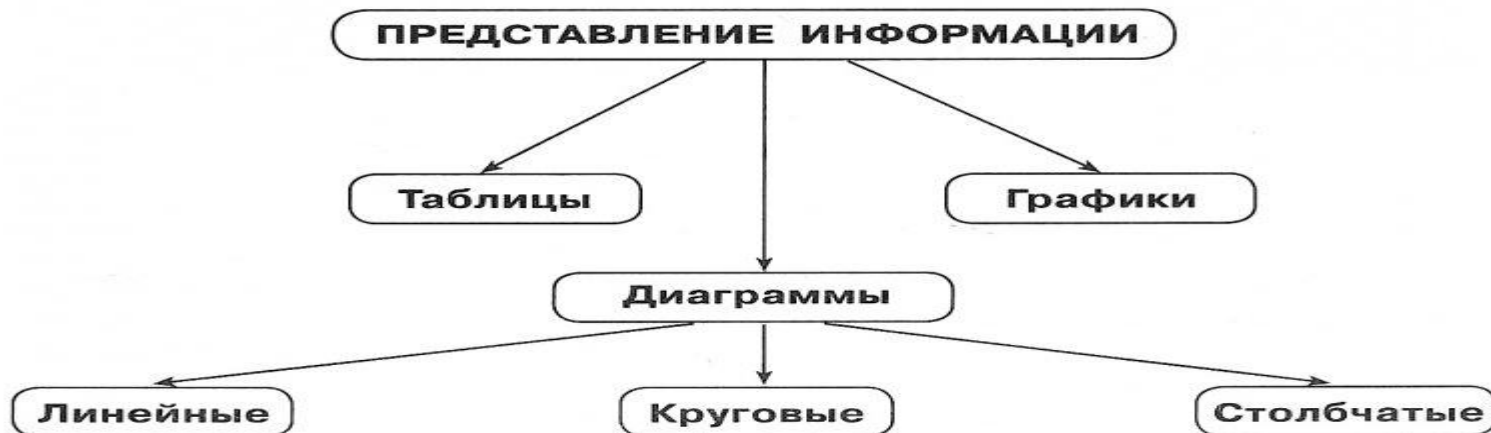 ПРЕДСТАВЛЕНИЕ ИНФОРМАЦИИ
Таблицы
Графики
Диаграммы
Линейные
Круговые
Столбчатые